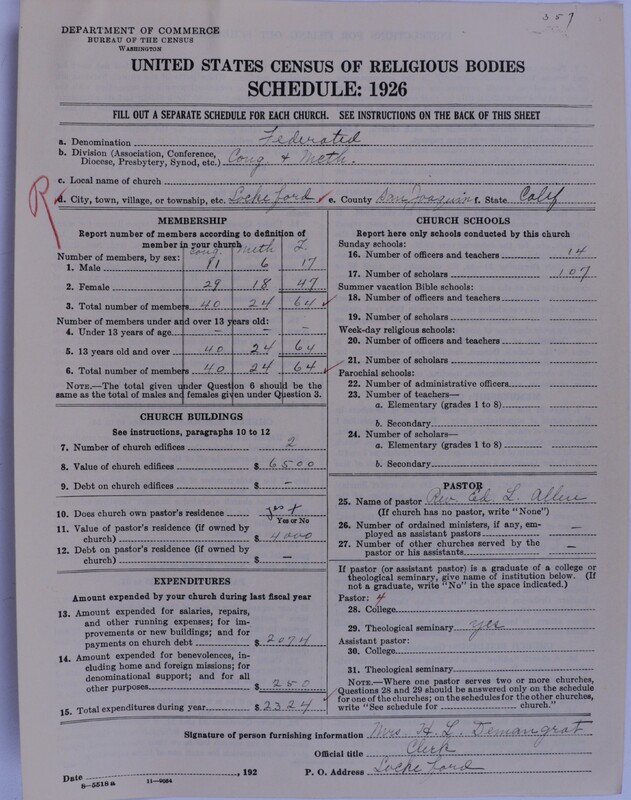 357
DEPARTMENT OF COMMERCE
BUREAU OF THE CENSUS
WASHINGTON
UNITED STATES CENSUS OF RELIGIOUS BODIES
SCHEDULE: 1926
FILL OUT A SEPARATE SCHEDULE FOR EACH CHURCH. SEE INSTRUCTIONS ON THE BACK OF THIS SHEET
a. Denomination Federated
b. Division (Association, Conference, Diocese, Presbytery, Synod, etc.) Cong. & Meth.
c. Local name of church
R
d. City, town, village, or township, etc. Lockeford e. County San Joaquin f. State Calif
MEMBERSHIP
Report number of members according to definition of member in your church
Cong. Meth T
Number of members, by sex:
1. Male 11 6 17
2. Female 29 18 47
3. Total number of members 40 24 64
Number of members under and over 13 years old:
4. Under 13 years of age - - -
5. 13 years old and over 40 24 64
6. Total number of members 40 24 64
NOTE.—The total given under Question 6 should be the
same as the total of males and females given under Question 3.
CHURCH BUILDINGS
See instructions, paragraphs 10 to 12
7. Number of church edifices 2
8. Value of church edifices $ 6500
9. Debt on church edifices $ -
10. Does church own pastor's residence yes
Yes or No
11. Value of pastor's residence (if owned by
church) $ 4000
12. Debt on pastor's residence (if owned by
church) $ -
EXPENDITURES
Amount expended by your church during last fiscal year
13. Amount expended for salaries, repairs,
and other running expenses; for im-
provements or new buildings; and for
payments on church debt $ 2074
14. Amount expended for benevolences, in-
cluding home and foreign missions; for
denominational support; and for all
other purposes $ 250
15. Total expenditures during year $ 2324
CHURCH SCHOOLS
Report here only schools conducted by this church
Sunday schools:
16. Number of officers and teachers 14
17. Number of scholars 107
Summer vacation Bible schools:
18. Number of officers and teachers
19. Number of scholars
Week-day religious schools:
20. Number of officers and teachers
21. Number of scholars
Parochial schools:
22. Number of administrative officers
23. Number of teachers—
a. Elementary (grades 1 to 8)
b. Secondary
24. Number of scholars—
a. Elementary (grades 1 to 8)
b. Secondary
PASTOR
25. Name of pastor Rev. Ed. L. Allen
(If church has no pastor, write "None")
26. Number of ordained ministers, if any, em-
ployed as assistant pastors -
27. Number of other churches served by the
pastor or his assistants -
If pastor (or assistant pastor) is a graduate of a college or
theological seminary, give name of institution below. (If
not a graduate, write "No" in the space indicated.)
Pastor: 4
28. College
29. Theological seminary yes
Assistant pastor:
30. College
31. Theological seminary
NOTE.—Where one pastor serves two or more churches,
Questions 28 and 29 should be answered only on the schedule
for one of the churches; on the schedules for the other churches,
write "See schedule for church."
Signature of person furnishing information Mrs. H. L. Demangrat
Official title Clerk
Date , 192 P. O. Address Lockeford
8—5518 a 11—9084